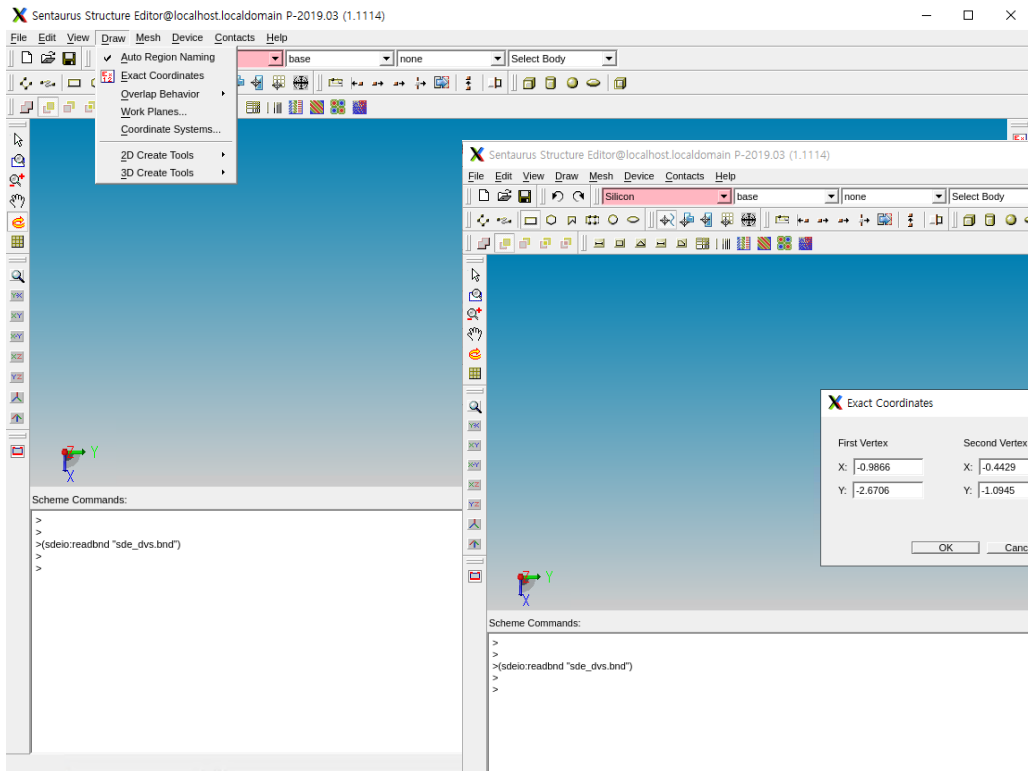 Sentaurus Structure Editor@localhost.localdomain P-2019.03 (1.1114)
File Edit View Draw Mesh Device Contacts Help
Auto Region Naming
Exact Coordinates
Overlap Behavior
Work Planes...
Coordinate Systems...
2D Create Tools
3D Create Tools
base
none
Select Body
Z
Y
X
Scheme Commands:
>
>
>(sdeio:readbnd "sde_dvs.bnd")
>
>
Sentaurus Structure Editor@localhost.localdomain P-2019.03 (1.1114)
File Edit View Draw Mesh Device Contacts Help
Silicon
base
none
Select Body
Exact Coordinates
First Vertex
Second Vertex
X: -0.9866
X: -0.4429
Y: -2.6706
Y: -1.0945
OK
Canc
Z
Y
X
Scheme Commands:
>
>
>(sdeio:readbnd "sde_dvs.bnd")
>
>